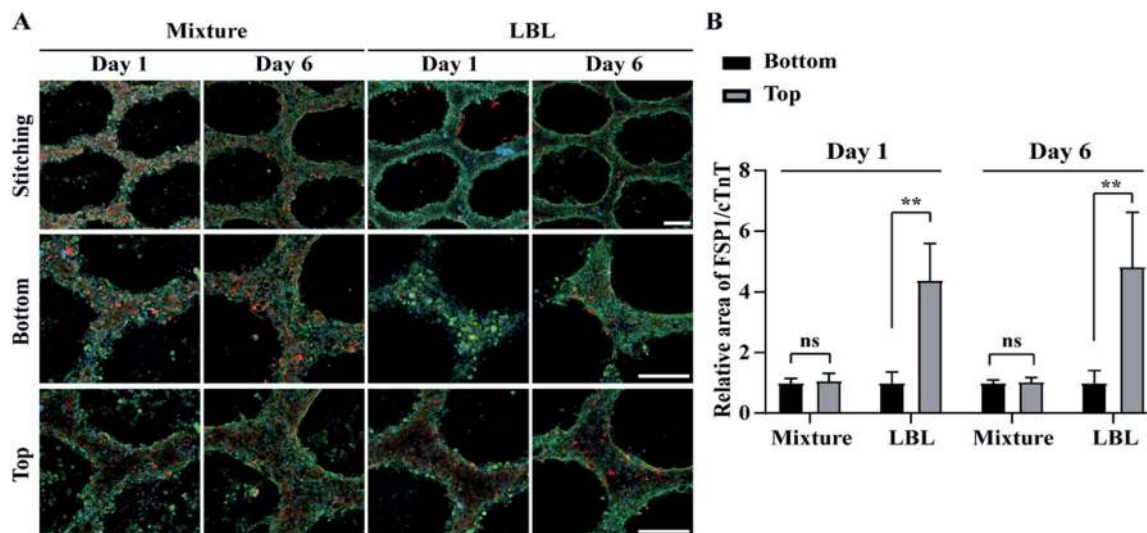 A
Mixture
LBL
Day 1
Day 6
Day 1
Day 6
Stitching
Bottom
Top
B
Bottom
Top
Day 1
Day 6
Relative area of FSP1/cTnT
8
6
4
2
0
ns
**
ns
**
Mixture
LBL
Mixture
LBL